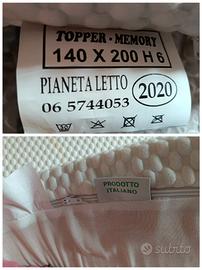 TOPPER - MEMORY
140 X 200 H 6
PIANETA LETTO
06 5744053
2020
PRODOTTO
ITALIANO
subito